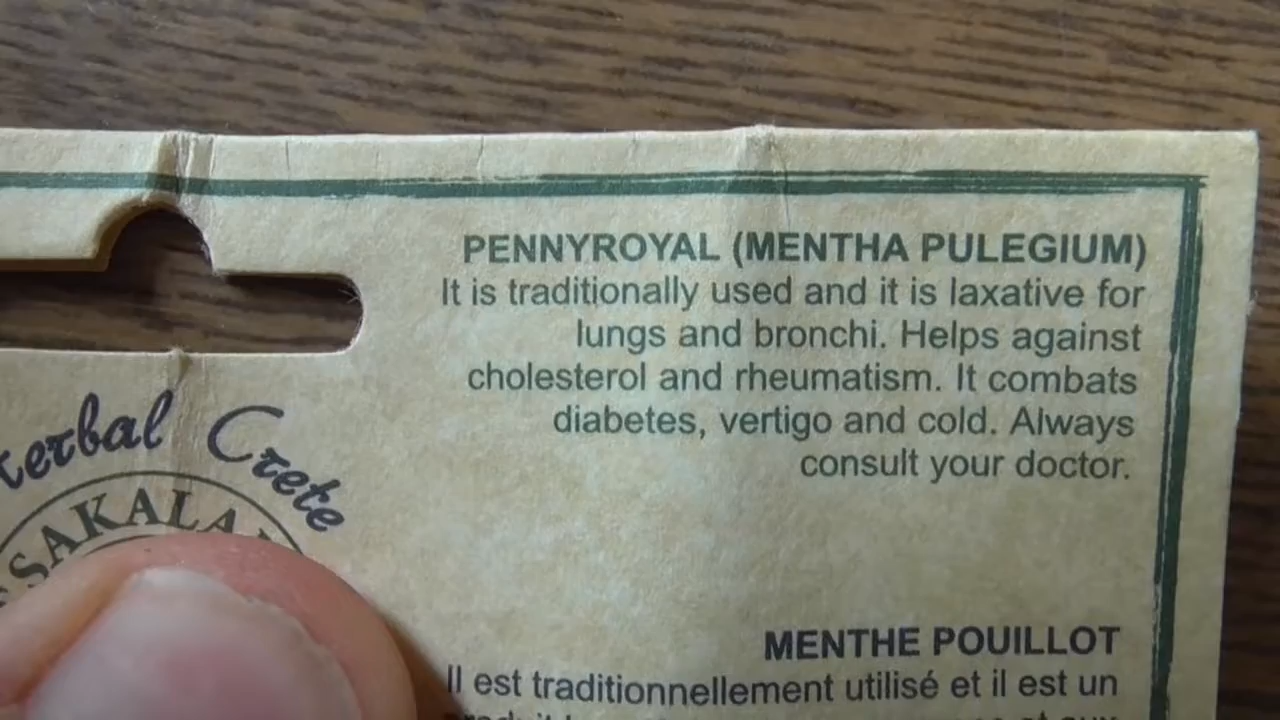 PENNYROYAL (MENTHA PULEGIUM)
It is traditionally used and it is laxative for
lungs and bronchi. Helps against
cholesterol and rheumatism. It combats
diabetes, vertigo and cold. Always
consult your doctor.
Herbal Crete
MENTHE POUILLOT
Il est traditionnellement utilisé et il est un